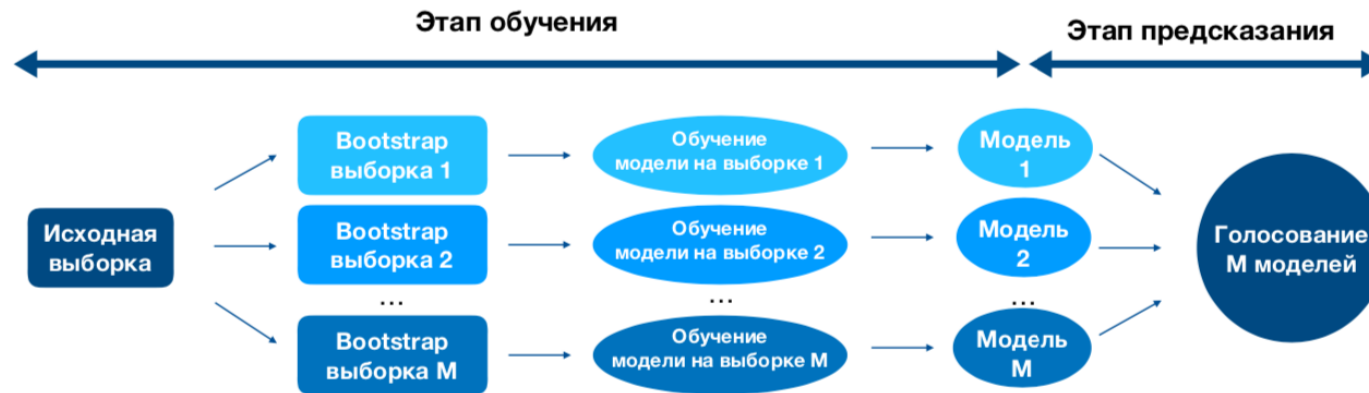 Этап обучения
Этап предсказания
Bootstrap
выборка 1
Обучение
модели на выборке 1
Модель
1
Исходная
выборка
Bootstrap
выборка 2
Обучение
модели на выборке 2
Модель
2
Голосование
М моделей
...
...
...
Bootstrap
выборка М
Обучение
модели на выборке М
Модель
М